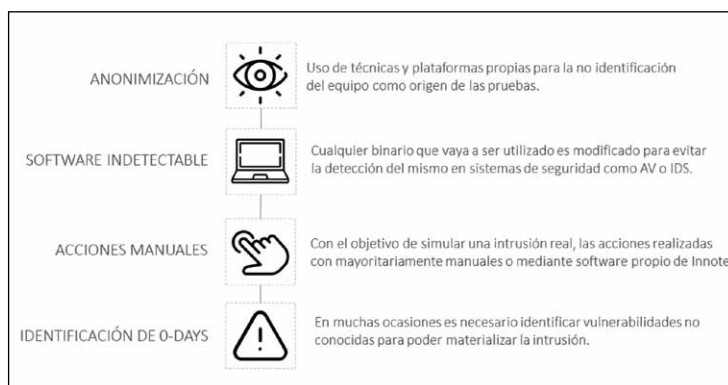 ANONIMIZACIÓN
Uso de técnicas y plataformas propias para la no identificación
del equipo como origen de las pruebas.
SOFTWARE INDETECTABLE
Cualquier binario que vaya a ser utilizado es modificado para evitar
la detección del mismo en sistemas de seguridad como AV o IDS.
ACCIONES MANUALES
Con el objetivo de simular una intrusión real, las acciones realizadas
con mayoritariamente manuales o mediante software propio de Innote
IDENTIFICACIÓN DE 0-DAYS
En muchas ocasiones es necesario identificar vulnerabilidades no
conocidas para poder materializar la intrusión.